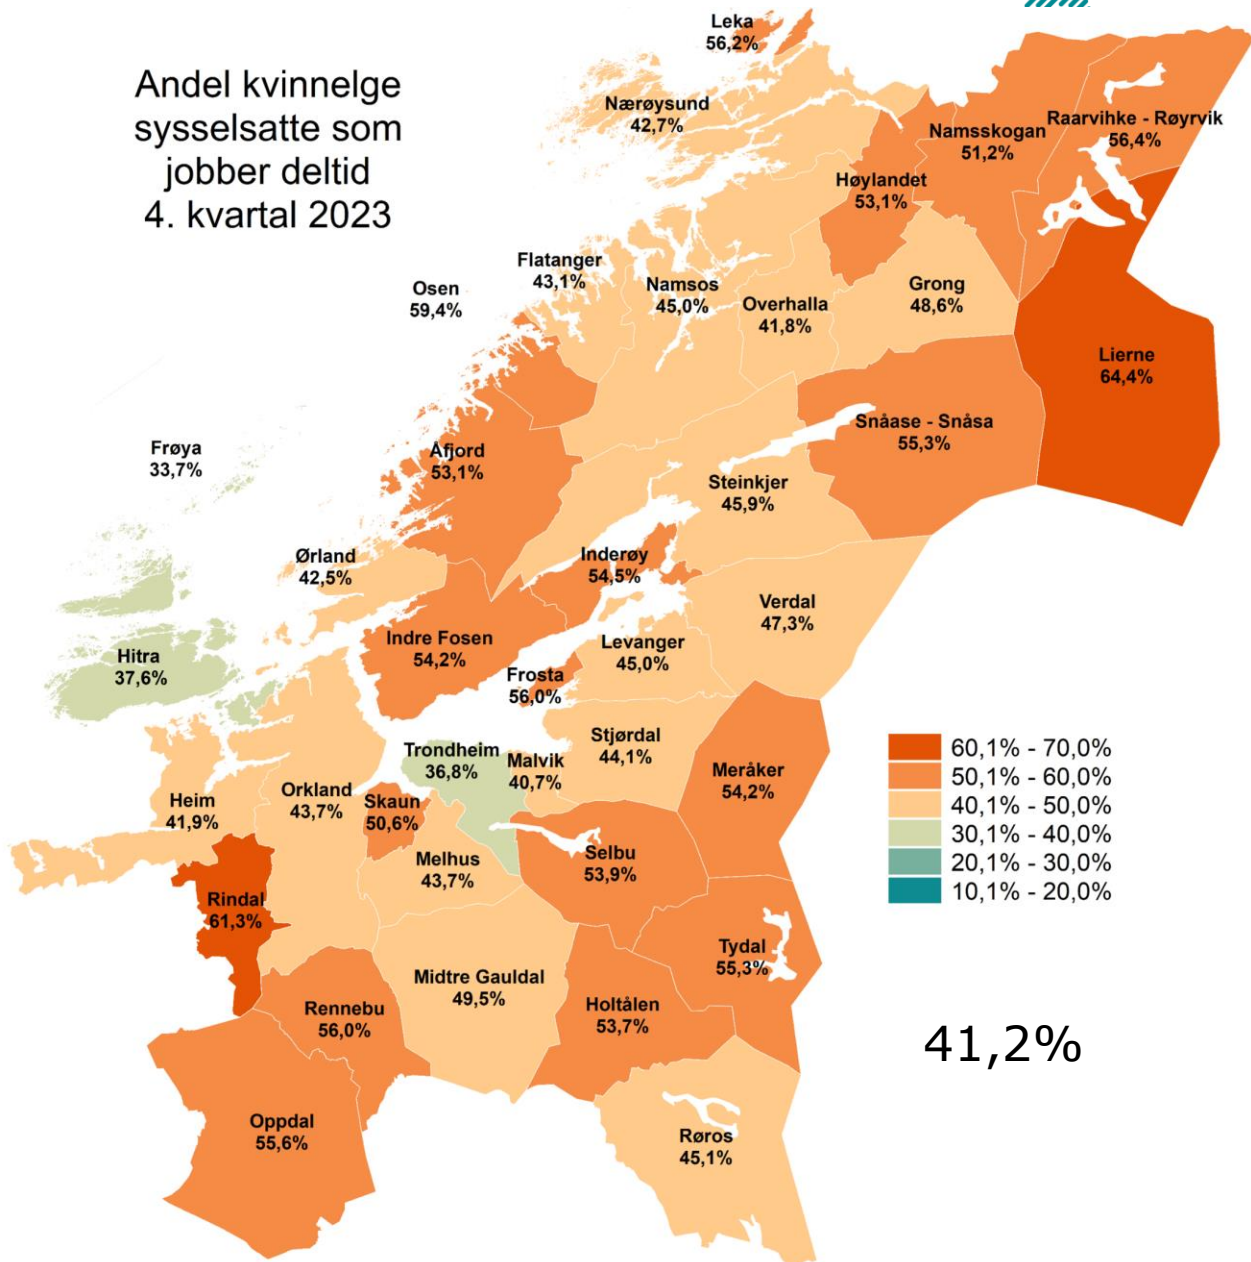 Andel kvinnelge
sysselsatte som
jobber deltid
4. kvartal 2023
Leka
56,2%
Nærøysund
42,7%
Namsskogan
51,2%
Raarvihke - Røyrvik
56,4%
Høylandet
53,1%
Flatanger
43,1%
Osen
59,4%
Namsos
45,0%
Overhalla
41,8%
Grong
48,6%
Lierne
64,4%
Snåase - Snåsa
55,3%
Frøya
33,7%
Åfjord
53,1%
Steinkjer
45,9%
Ørland
42,5%
Inderøy
54,5%
Verdal
47,3%
Hitra
37,6%
Indre Fosen
54,2%
Levanger
45,0%
Frosta
56,0%
Trondheim
36,8%
Malvik
40,7%
Stjørdal
44,1%
Meråker
54,2%
60,1% - 70,0%
50,1% - 60,0%
40,1% - 50,0%
30,1% - 40,0%
20,1% - 30,0%
10,1% - 20,0%
Heim
41,9%
Orkland
43,7%
Skaun
50,6%
Melhus
43,7%
Selbu
53,9%
Rindal
61,3%
Tydal
55,3%
Midtre Gauldal
49,5%
Rennebu
56,0%
Holtålen
53,7%
41,2%
Oppdal
55,6%
Røros
45,1%